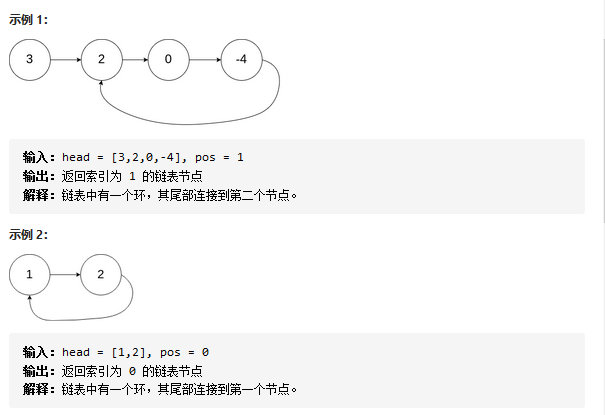 示例 1：
3 2 0 -4
输入：head = [3,2,0,-4], pos = 1
输出：返回索引为 1 的链表节点
解释：链表中有一个环，其尾部连接到第二个节点。
示例 2：
1 2
输入：head = [1,2], pos = 0
输出：返回索引为 0 的链表节点
解释：链表中有一个环，其尾部连接到第一个节点。